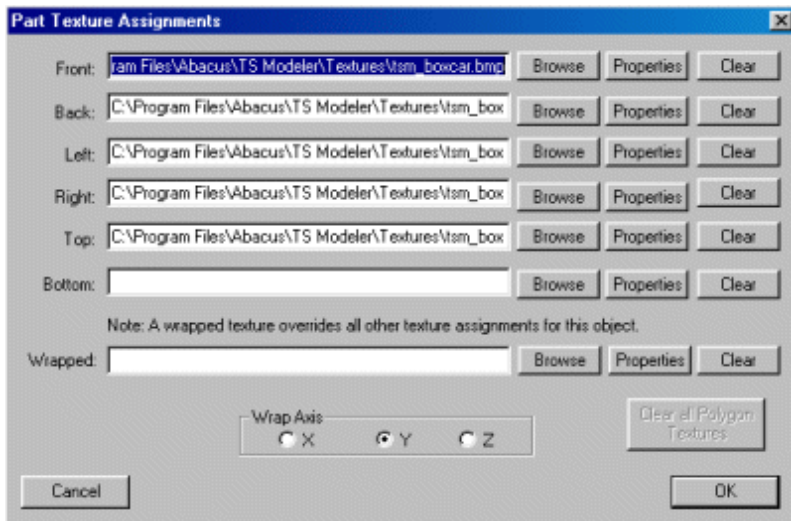 Part Texture Assignments
Front: ram Files\Abacus\TS Modeler\Textures\tsm_boxcar.bmp Browse Properties Clear
Back: C:\Program Files\Abacus\TS Modeler\Textures\tsm_box Browse Properties Clear
Left: C:\Program Files\Abacus\TS Modeler\Textures\tsm_box Browse Properties Clear
Right: C:\Program Files\Abacus\TS Modeler\Textures\tsm_box Browse Properties Clear
Top: C:\Program Files\Abacus\TS Modeler\Textures\tsm_box Browse Properties Clear
Bottom: Browse Properties Clear
Note: A wrapped texture overrides all other texture assignments for this object.
Wrapped: Browse Properties Clear
Wrap Axis
X Y Z
Clear all Polygon
Textures
Cancel OK